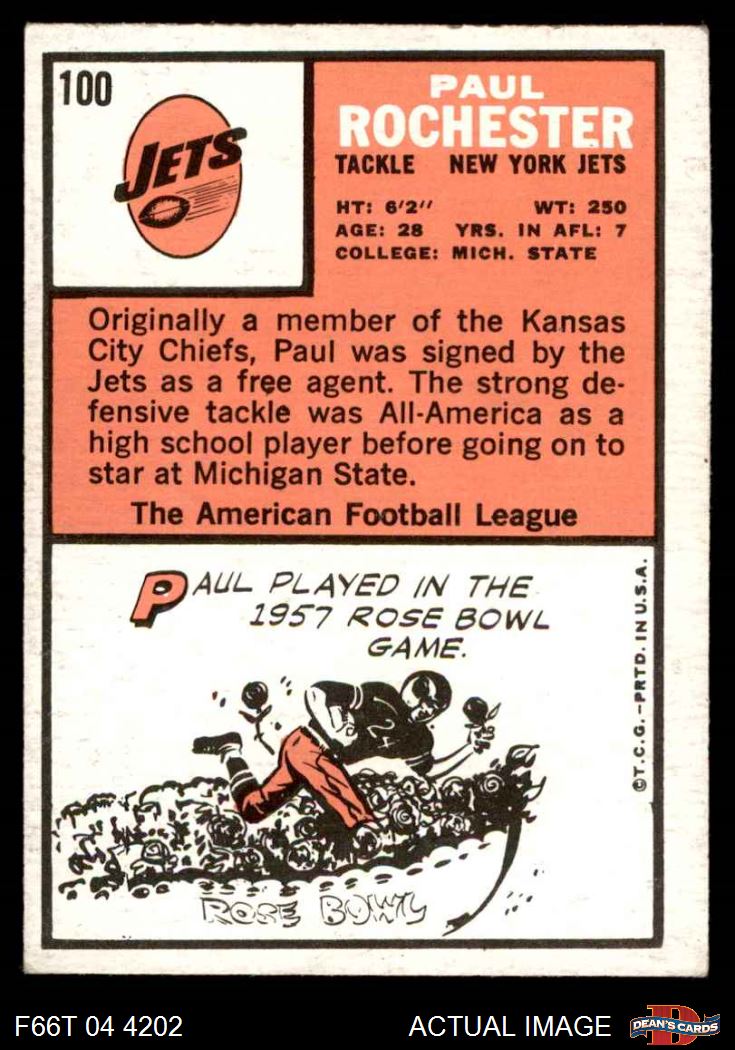 100
JETS
PAUL
ROCHESTER
TACKLE NEW YORK JETS
HT: 6'2" WT: 250
AGE: 28 YRS. IN AFL: 7
COLLEGE: MICH. STATE
Originally a member of the Kansas
City Chiefs, Paul was signed by the
Jets as a free agent. The strong de-
fensive tackle was All-America as a
high school player before going on to
star at Michigan State.
The American Football League
PAUL PLAYED IN THE
1957 ROSE BOWL
GAME.
24
ROSE BOWL
©T.C.G.-PRTD. IN U.S.A.
F66T 04 4202
ACTUAL IMAGE
D
DEAN'S CARDS